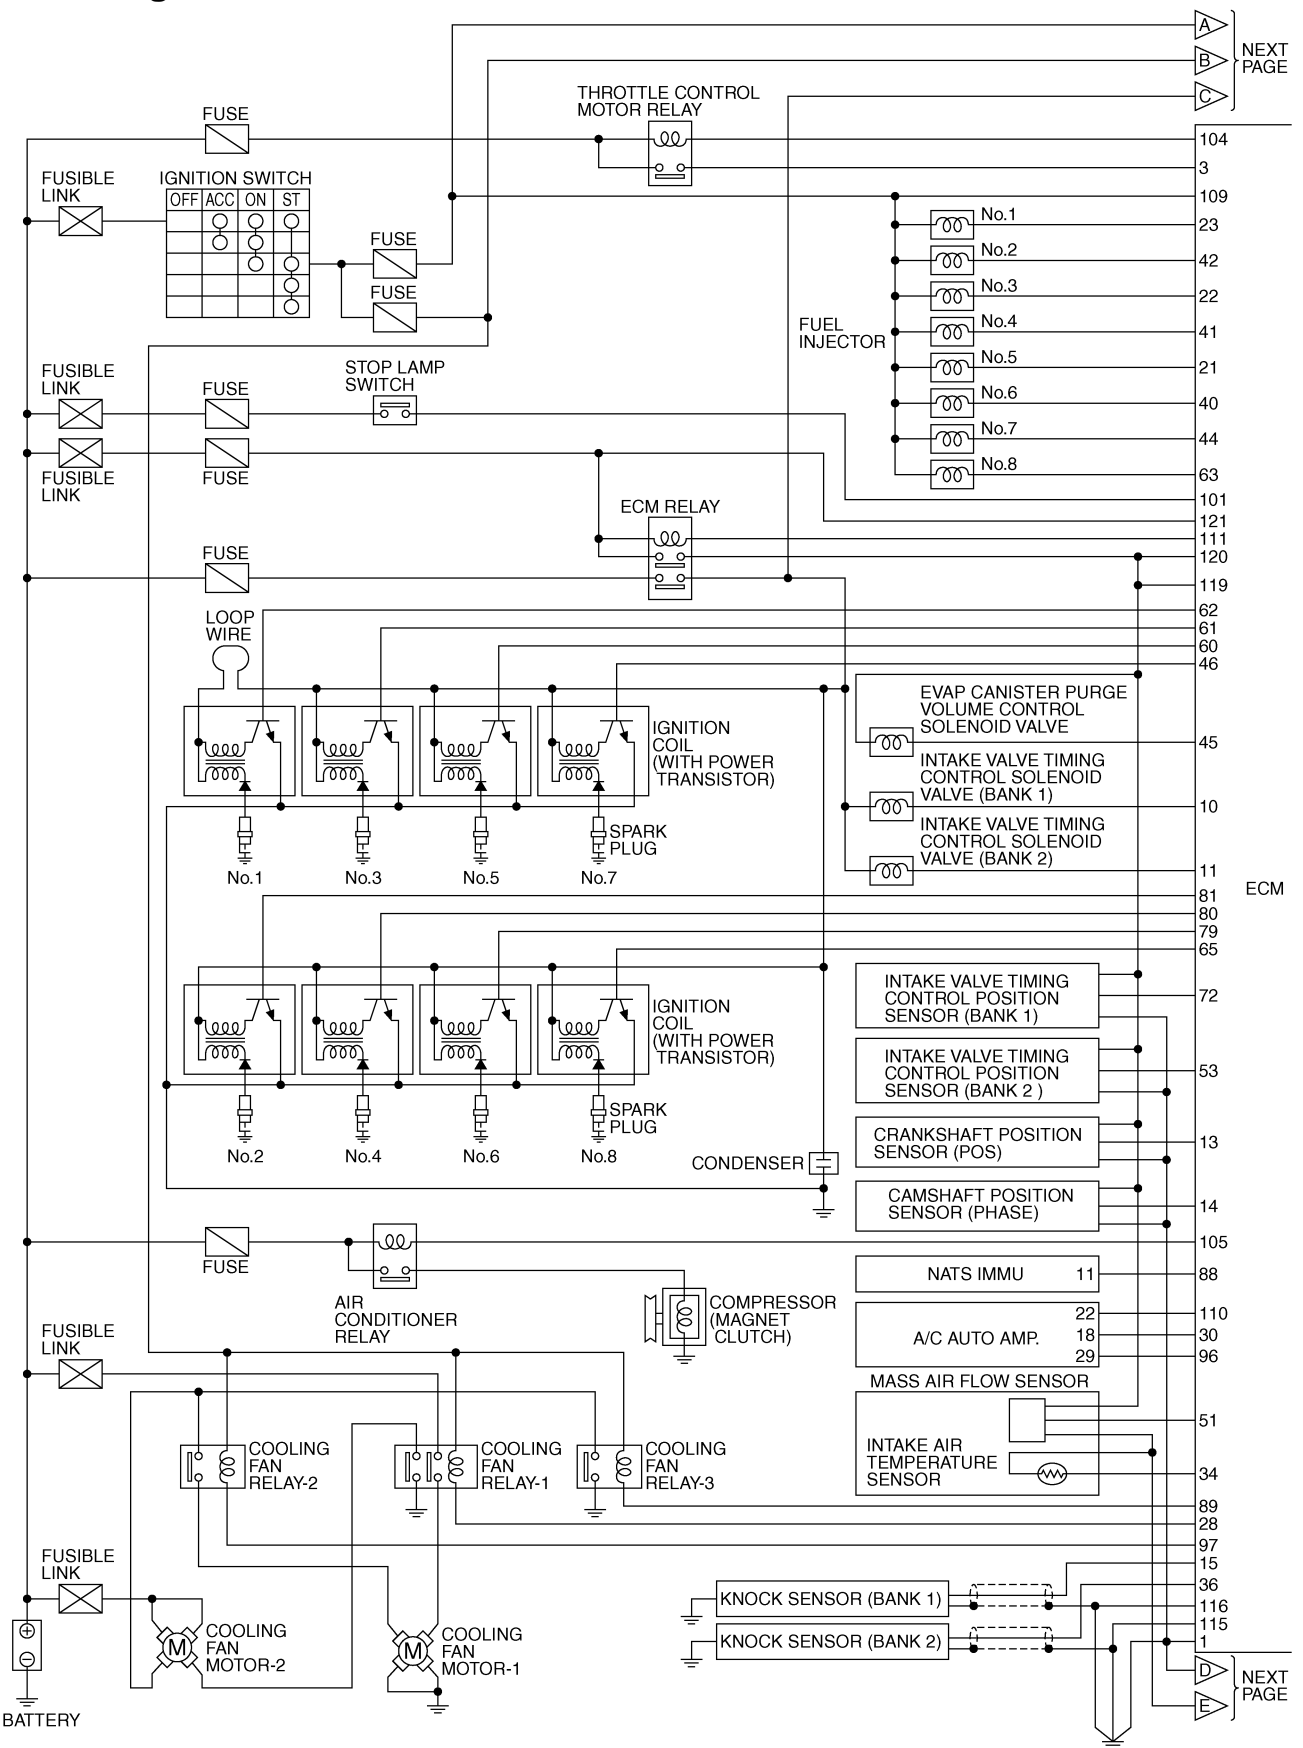 A
B
C
NEXT
PAGE
THROTTLE CONTROL
MOTOR RELAY
FUSE
104
3
109
FUSIBLE
LINK
IGNITION SWITCH
OFF ACC ON ST
FUSE
FUSE
FUEL
INJECTOR
No.1
23
No.2
42
No.3
22
No.4
41
No.5
21
No.6
40
No.7
44
No.8
63
FUSIBLE
LINK
FUSE
STOP LAMP
SWITCH
FUSIBLE
LINK
FUSE
101
121
111
120
119
ECM RELAY
FUSE
62
61
60
46
LOOP
WIRE
IGNITION
COIL
(WITH POWER
TRANSISTOR)
SPARK
PLUG
No.1
No.3
No.5
No.7
EVAP CANISTER PURGE
VOLUME CONTROL
SOLENOID VALVE
45
INTAKE VALVE TIMING
CONTROL SOLENOID
VALVE (BANK 1)
10
INTAKE VALVE TIMING
CONTROL SOLENOID
VALVE (BANK 2)
11
ECM
81
80
79
65
IGNITION
COIL
(WITH POWER
TRANSISTOR)
SPARK
PLUG
No.2
No.4
No.6
No.8
CONDENSER
INTAKE VALVE TIMING
CONTROL POSITION
SENSOR (BANK 1)
72
INTAKE VALVE TIMING
CONTROL POSITION
SENSOR (BANK 2 )
53
CRANKSHAFT POSITION
SENSOR (POS)
13
CAMSHAFT POSITION
SENSOR (PHASE)
14
FUSE
105
AIR
CONDITIONER
RELAY
COMPRESSOR
(MAGNET
CLUTCH)
NATS IMMU 11
88
A/C AUTO AMP.
22
18
29
110
30
96
MASS AIR FLOW SENSOR
51
INTAKE AIR
TEMPERATURE
SENSOR
34
FUSIBLE
LINK
COOLING
FAN
RELAY-2
COOLING
FAN
RELAY-1
COOLING
FAN
RELAY-3
89
28
97
15
36
116
115
1
KNOCK SENSOR (BANK 1)
KNOCK SENSOR (BANK 2)
FUSIBLE
LINK
M
COOLING
FAN
MOTOR-2
M
COOLING
FAN
MOTOR-1
BATTERY
D
E
NEXT
PAGE